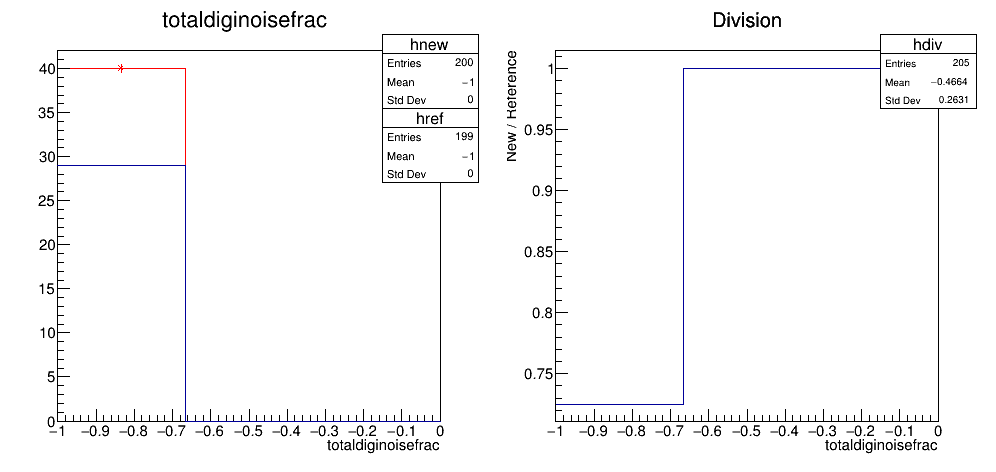 totaldiginoisefrac
hnew
Entries 200
Mean −1
Std Dev 0
href
Entries 199
Mean −1
Std Dev 0
40
35
30
25
20
15
10
5
0
−1 −0.9 −0.8 −0.7 −0.6 −0.5 −0.4 −0.3 −0.2 −0.1 0
totaldiginoisefrac
Division
hdiv
Entries 205
Mean −0.4664
Std Dev 0.2631
New / Reference
1
0.95
0.9
0.85
0.8
0.75
−1 −0.9 −0.8 −0.7 −0.6 −0.5 −0.4 −0.3 −0.2 −0.1 0
totaldiginoisefrac